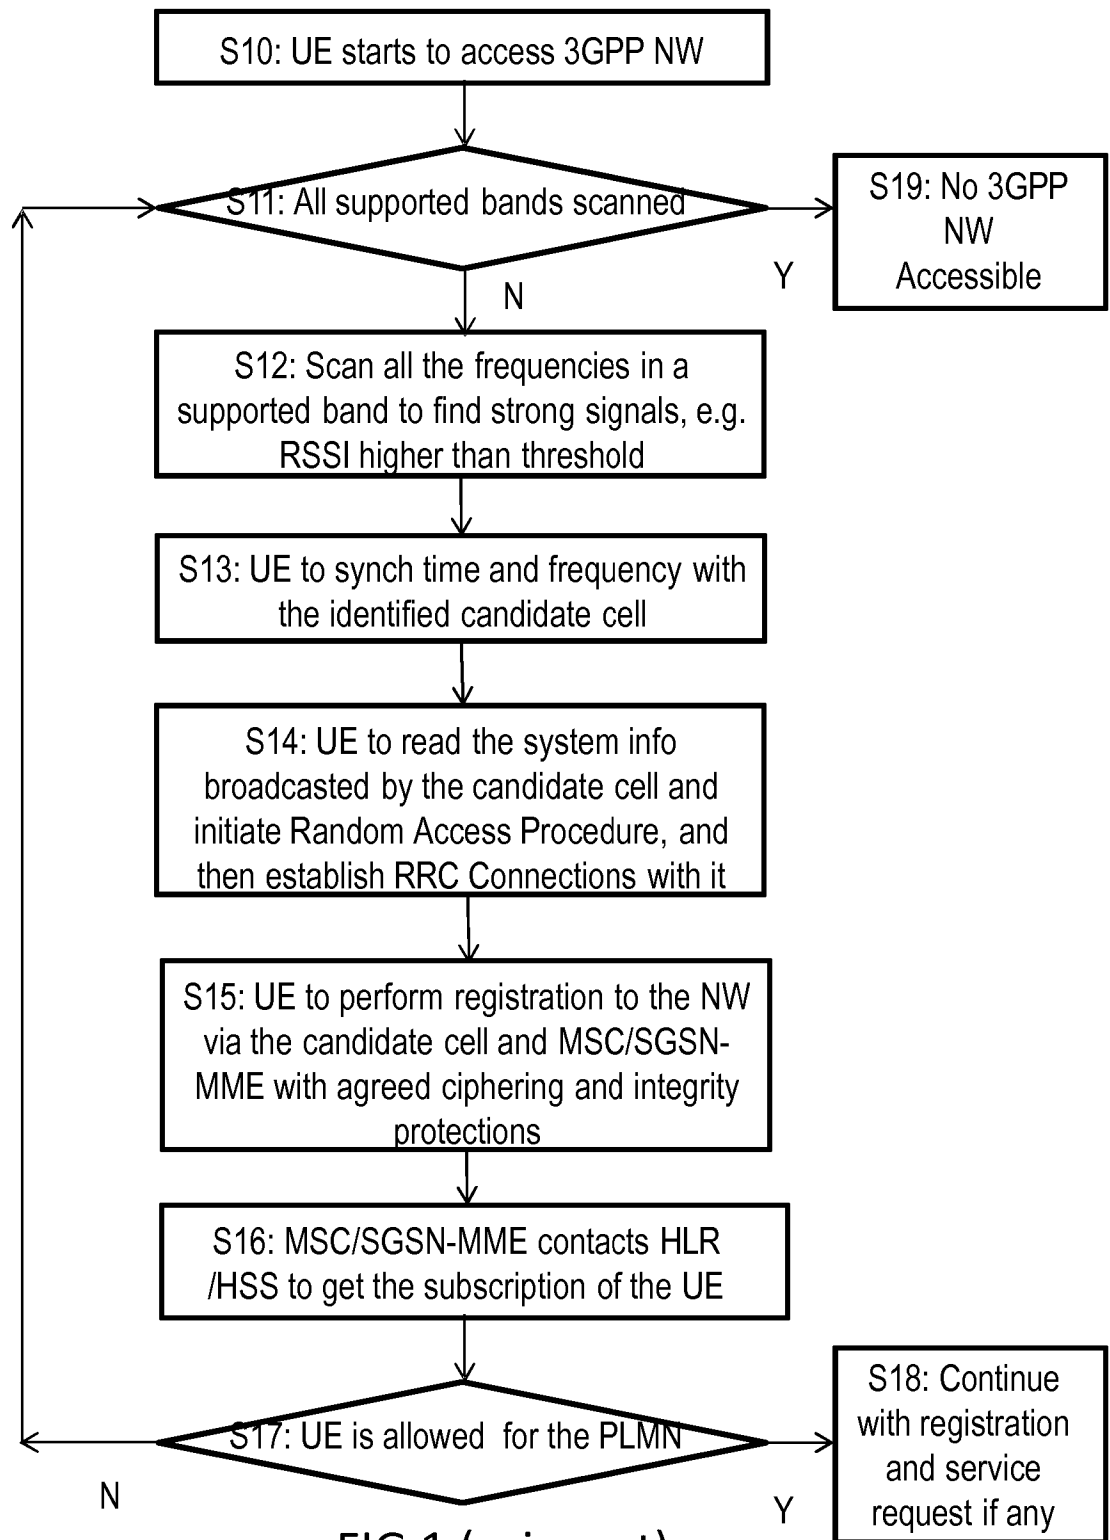 S10: UE starts to access 3GPP NW
S11: All supported bands scanned
S19: No 3GPP
NW
Accessible
Y
N
S12: Scan all the frequencies in a
supported band to find strong signals, e.g.
RSSI higher than threshold
S13: UE to synch time and frequency with
the identified candidate cell
S14: UE to read the system info
broadcasted by the candidate cell and
initiate Random Access Procedure, and
then establish RRC Connections with it
S15: UE to perform registration to the NW
via the candidate cell and MSC/SGSN-
MME with agreed ciphering and integrity
protections
S16: MSC/SGSN-MME contacts HLR
/HSS to get the subscription of the UE
S17: UE is allowed for the PLMN
S18: Continue
with registration
and service
request if any
N
Y